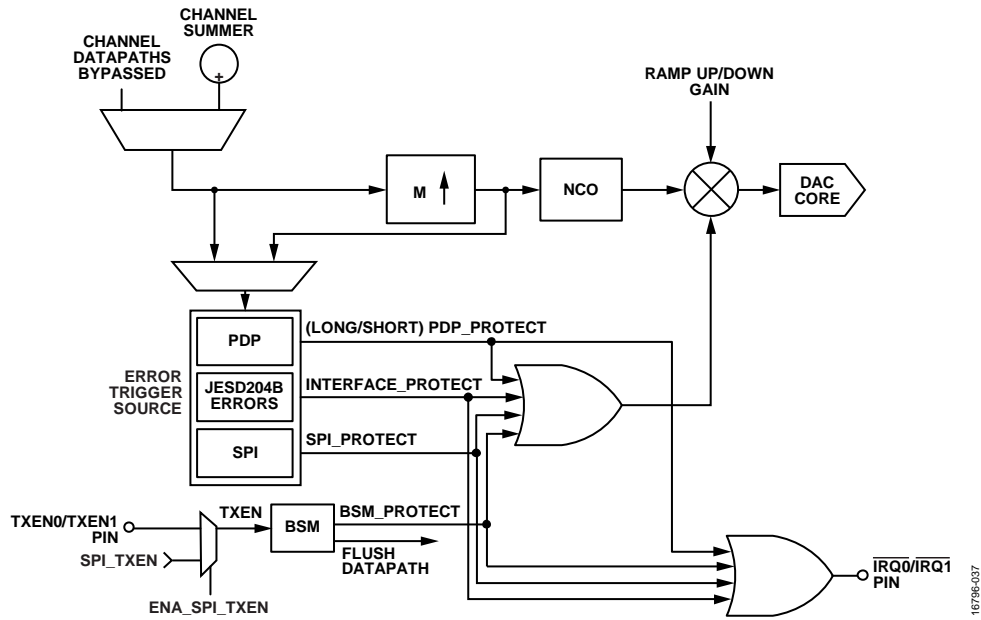 CHANNEL
SUMMER
CHANNEL
DATAPATHS
BYPASSED
+
RAMP UP/DOWN
GAIN
M
NCO
DAC
CORE
(LONG/SHORT) PDP_PROTECT
PDP
ERROR
TRIGGER
SOURCE
JESD204B
ERRORS
INTERFACE_PROTECT
SPI
SPI_PROTECT
TXEN0/TXEN1
PIN
TXEN
BSM
BSM_PROTECT
FLUSH
DATAPATH
SPI_TXEN
ENA_SPI_TXEN
IRQ0/IRQ1
PIN
16796-037